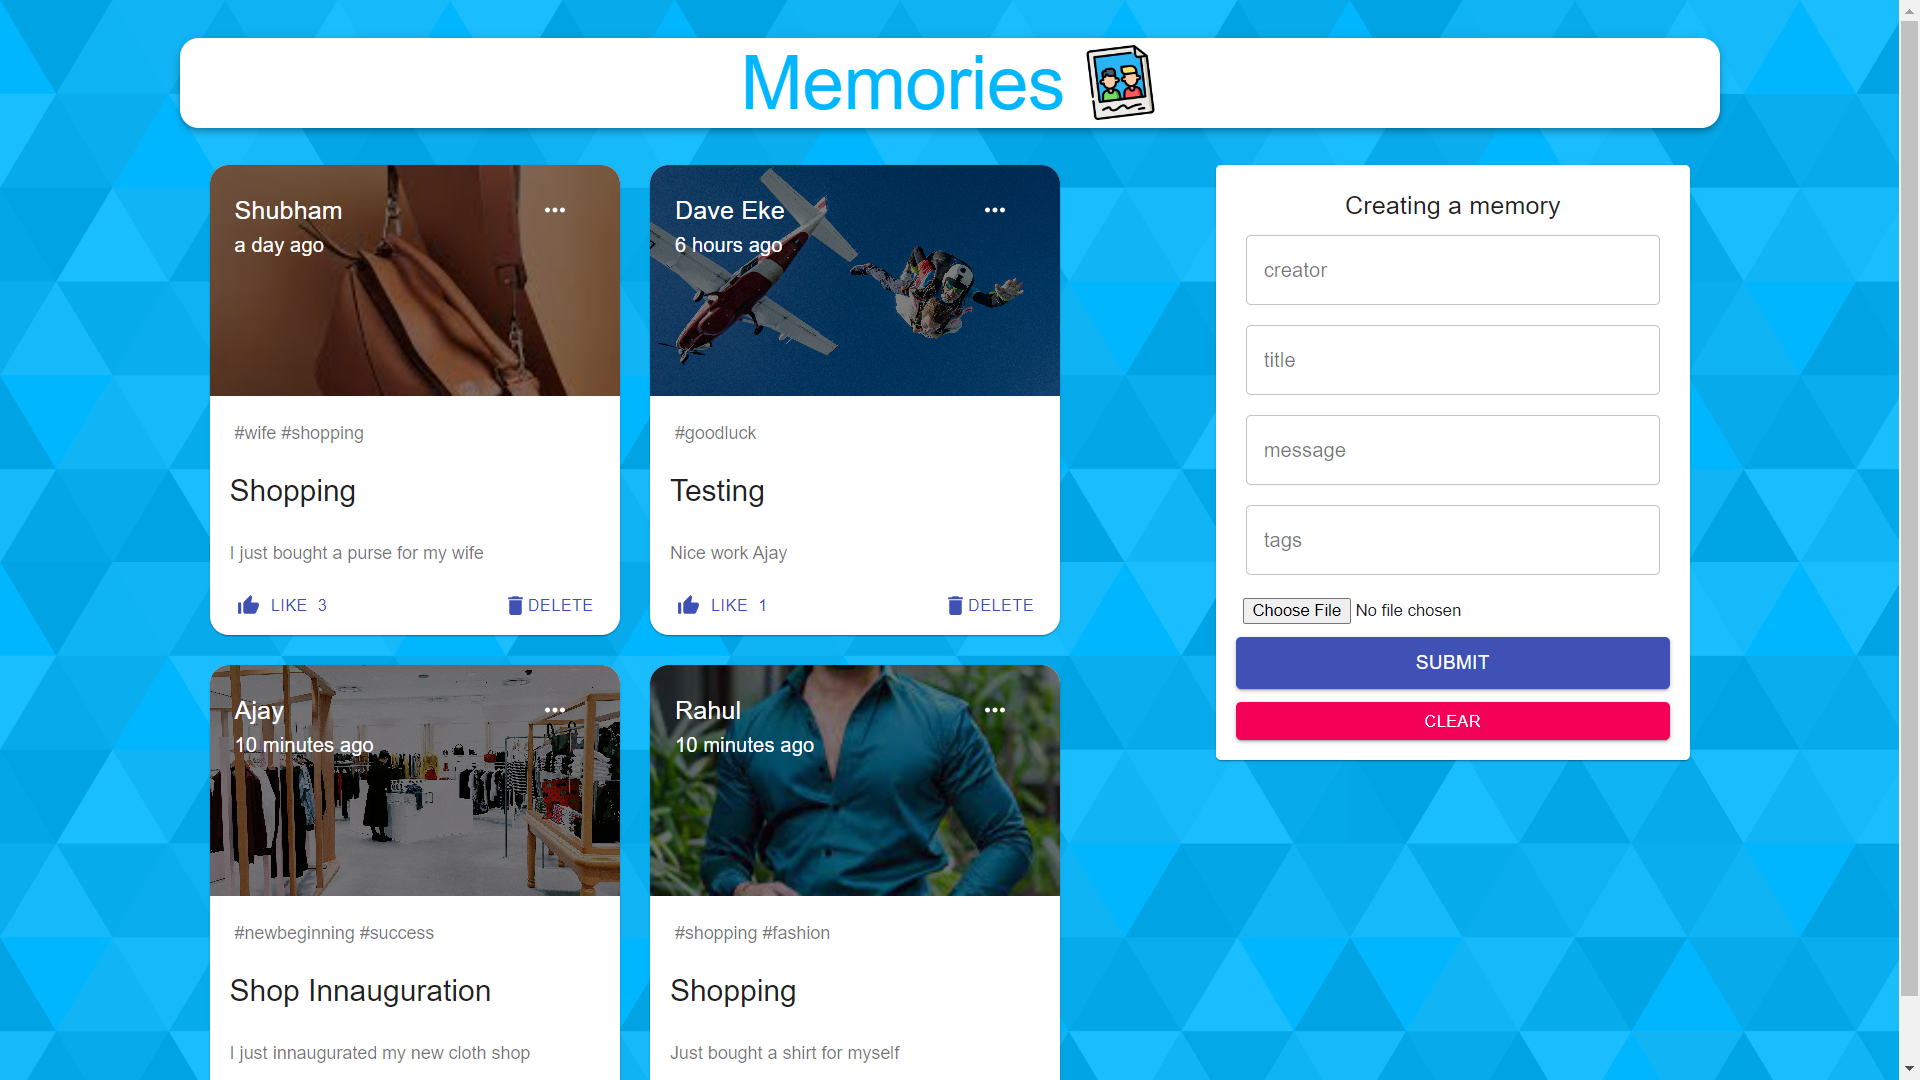 Memories
Shubham
a day ago
#wife #shopping
Shopping
I just bought a purse for my wife
LIKE 3
DELETE
Dave Eke
6 hours ago
#goodluck
Testing
Nice work Ajay
LIKE 1
DELETE
Ajay
10 minutes ago
#newbeginning #success
Shop Innauguration
I just innaugurated my new cloth shop
Rahul
10 minutes ago
#shopping #fashion
Shopping
Just bought a shirt for myself
Creating a memory
creator
title
message
tags
Choose File No file chosen
SUBMIT
CLEAR